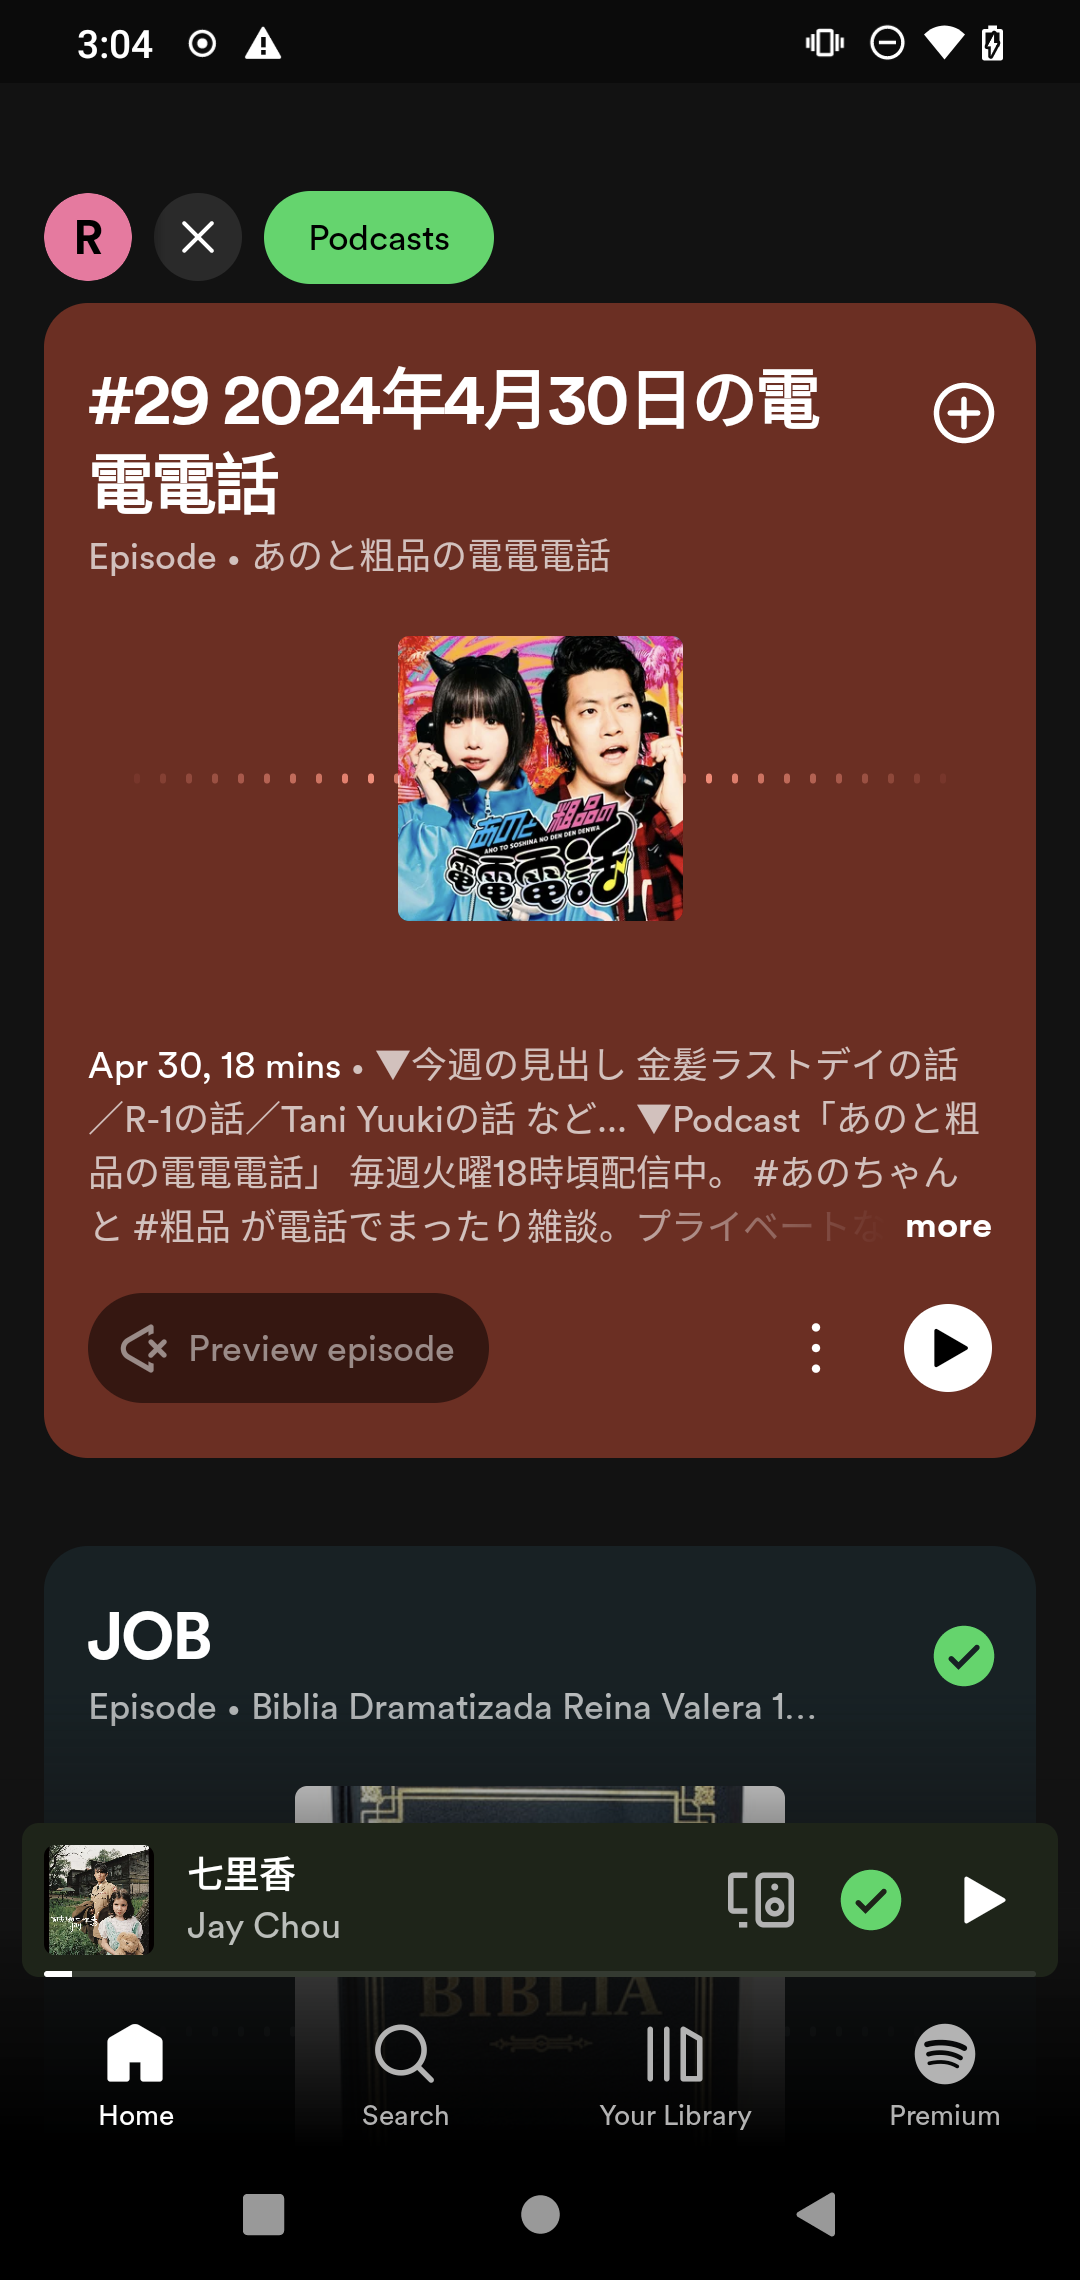 3:04
R
Podcasts
#29 2024年4月30日の電
電電話
Episode • あのと粗品の電電電話
あのと 粗品の
ANO TO SOSHINA NO DEN DEN DENWA
電電電話
Apr 30, 18 mins • ▼今週の見出し 金髪ラストデイの話
／R-1の話／Tani Yuukiの話 など... ▼Podcast「あのと粗
品の電電電話」 毎週火曜18時頃配信中。 #あのちゃん
と #粗品 が電話でまったり雑談。プライベートな more
Preview episode
JOB
Episode • Biblia Dramatizada Reina Valera 1...
七里香
Jay Chou
BIBLIA
Home
Search
Your Library
Premium